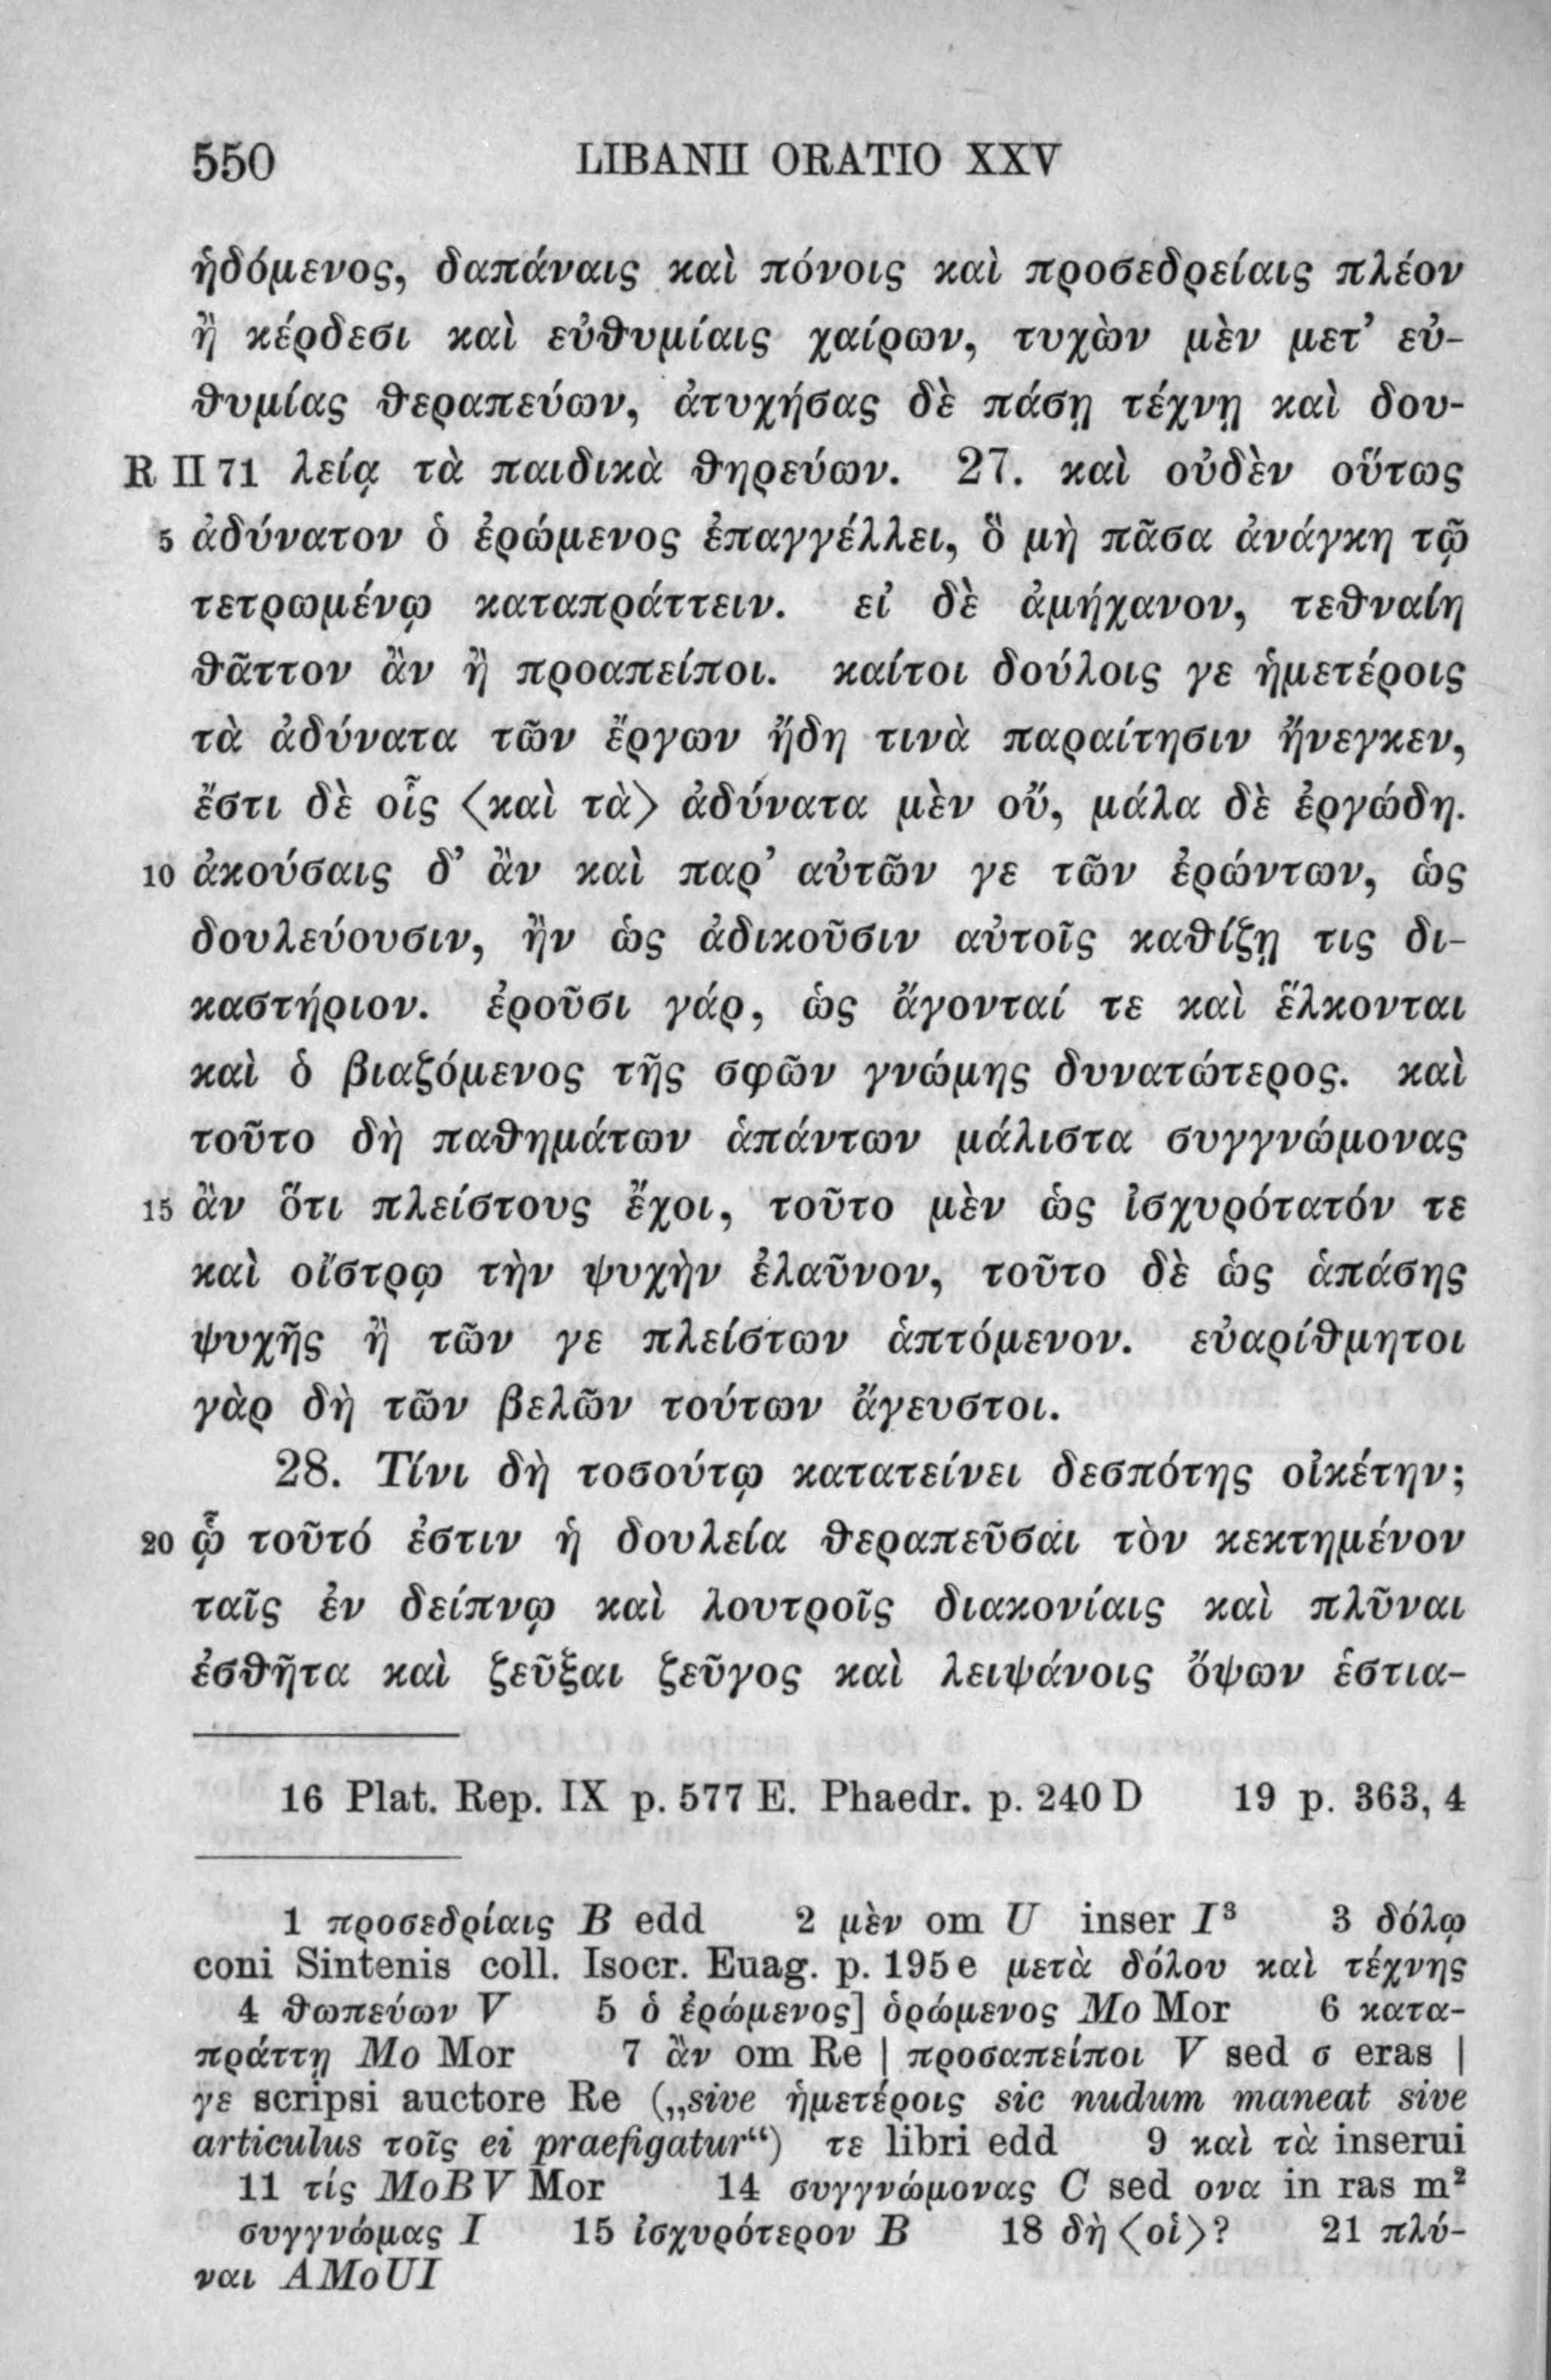 550 LIBANII ORATIO XXV
ἡδόμενος, δαπάναις καὶ πόνοις καὶ προσεδρείαις πλέον
ἢ κέρδεσι καὶ εὐθυμίαις χαίρων, τυχὼν μὲν μετ’ εὐ-
θυμίας θεραπεύων, ἀτυχήσας δὲ πάσῃ τέχνῃ καὶ δου-
R II 71 λείᾳ τὰ παιδικὰ θηρεύων. 27. καὶ οὐδὲν οὕτως
5 ἀδύνατον ὁ ἐρώμενος ἐπαγγέλλει, ὃ μὴ πᾶσα ἀνάγκη τῷ
τετρωμένῳ καταπράττειν. εἰ δὲ ἀμήχανον, τεθναίη
θᾶττον ἂν ἢ προαπείποι. καίτοι δούλοις γε ἡμετέροις
τὰ ἀδύνατα τῶν ἔργων ἤδη τινὰ παραίτησιν ἤνεγκεν,
ἔστι δὲ οἷς ⟨καὶ τὰ⟩ ἀδύνατα μὲν οὔ, μάλα δὲ ἐργώδη.
10 ἀκούσαις δ’ ἂν καὶ παρ’ αὐτῶν γε τῶν ἐρώντων, ὡς
δουλεύουσιν, ἢν ὡς ἀδικοῦσιν αὐτοῖς καθίζῃ τις δι-
καστήριον. ἐροῦσι γάρ, ὡς ἄγονταί τε καὶ ἕλκονται
καὶ ὁ βιαζόμενος τῆς σφῶν γνώμης δυνατώτερος. καὶ
τοῦτο δὴ παθημάτων ἁπάντων μάλιστα συγγνώμονας
15 ἂν ὅτι πλείστους ἔχοι, τοῦτο μὲν ὡς ἰσχυρότατόν τε
καὶ οἴστρῳ τὴν ψυχὴν ἐλαῦνον, τοῦτο δὲ ὡς ἁπάσης
ψυχῆς ἢ τῶν γε πλείστων ἁπτόμενον. εὐαρίθμητοι
γὰρ δὴ τῶν βελῶν τούτων ἄγευστοι.
28. Τίνι δὴ τοσούτῳ κατατείνει δεσπότης οἰκέτην;
20 ᾧ τοῦτό ἐστιν ἡ δουλεία θεραπεῦσαι τὸν κεκτημένον
ταῖς ἐν δείπνῳ καὶ λουτροῖς διακονίαις καὶ πλῦναι
ἐσθῆτα καὶ ζεῦξαι ζεῦγος καὶ λειψάνοις ὄψων ἑστια-
16 Plat. Rep. IX p. 577 E. Phaedr. p. 240 D 19 p. 363, 4
1 προσεδρίαις B edd 2 μὲν om U inser I³ 3 δόλῳ
coni Sintenis coll. Isocr. Euag. p. 195 e μετὰ δόλου καὶ τέχνης
4 θωπεύων V 5 ὁ ἐρώμενος] ὁρώμενος Mo Mor 6 κατα-
πράττῃ Mo Mor 7 ἂν om Re | προσαπείποι V sed σ eras |
γε scripsi auctore Re („sive ἡμετέροις sic nudum maneat sive
articulus τοῖς ei praefigatur“) τε libri edd 9 καὶ τὰ inserui
11 τίς MoBV Mor 14 συγγνώμονας C sed ονα in ras m²
συγγνώμας I 15 ἰσχυρότερον B 18 δὴ ⟨οἱ⟩? 21 πλύ-
ναι AMoUI